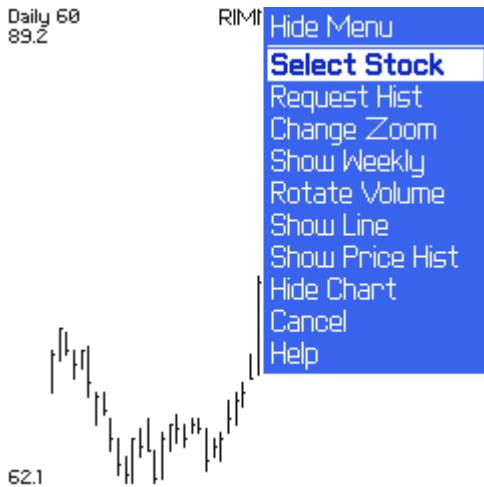 Daily 60
89.2
Hide Menu
Select Stock
Request Hist
Change Zoom
Show Weekly
Rotate Volume
Show Line
Show Price Hist
Hide Chart
Cancel
Help
62.1